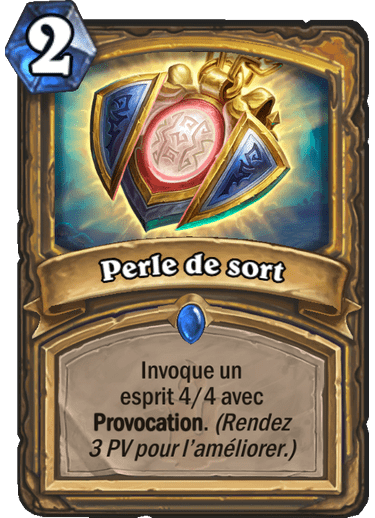 2
Perle de sort
Invoque un
esprit 4/4 avec
Provocation. (Rendez
3 PV pour l'améliorer.)